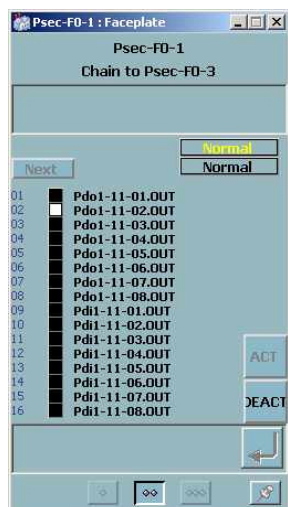 Psec-F0-1 : Faceplate
Psec-F0-1
Chain to Psec-F0-3
Normal
Next Normal
01 Pdo1-11-01.OUT
02 Pdo1-11-02.OUT
03 Pdo1-11-03.OUT
04 Pdo1-11-04.OUT
05 Pdo1-11-05.OUT
06 Pdo1-11-06.OUT
07 Pdo1-11-07.OUT
08 Pdo1-11-08.OUT
09 Pdi1-11-01.OUT
10 Pdi1-11-02.OUT
11 Pdi1-11-03.OUT
12 Pdi1-11-04.OUT ACT
13 Pdi1-11-05.OUT
14 Pdi1-11-06.OUT
15 Pdi1-11-07.OUT DEACT
16 Pdi1-11-08.OUT